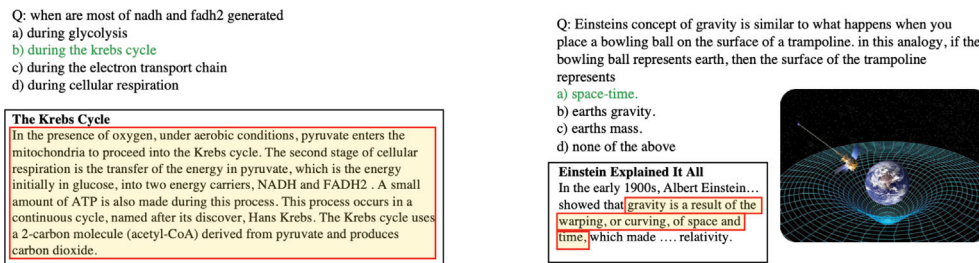 Q: when are most of nadh and fadh2 generated
a) during glycolysis
b) during the krebs cycle
c) during the electron transport chain
d) during cellular respiration
The Krebs Cycle
In the presence of oxygen, under aerobic conditions, pyruvate enters the
mitochondria to proceed into the Krebs cycle. The second stage of cellular
respiration is the transfer of the energy in pyruvate, which is the energy
initially in glucose, into two energy carriers, NADH and FADH2 . A small
amount of ATP is also made during this process. This process occurs in a
continuous cycle, named after its discover, Hans Krebs. The Krebs cycle uses
a 2-carbon molecule (acetyl-CoA) derived from pyruvate and produces
carbon dioxide.
Q: Einsteins concept of gravity is similar to what happens when you
place a bowling ball on the surface of a trampoline. in this analogy, if the
bowling ball represents earth, then the surface of the trampoline
represents
a) space-time.
b) earths gravity.
c) earths mass.
d) none of the above
Einstein Explained It All
In the early 1900s, Albert Einstein…
showed that gravity is a result of the
warping, or curving, of space and
time, which made …. relativity.